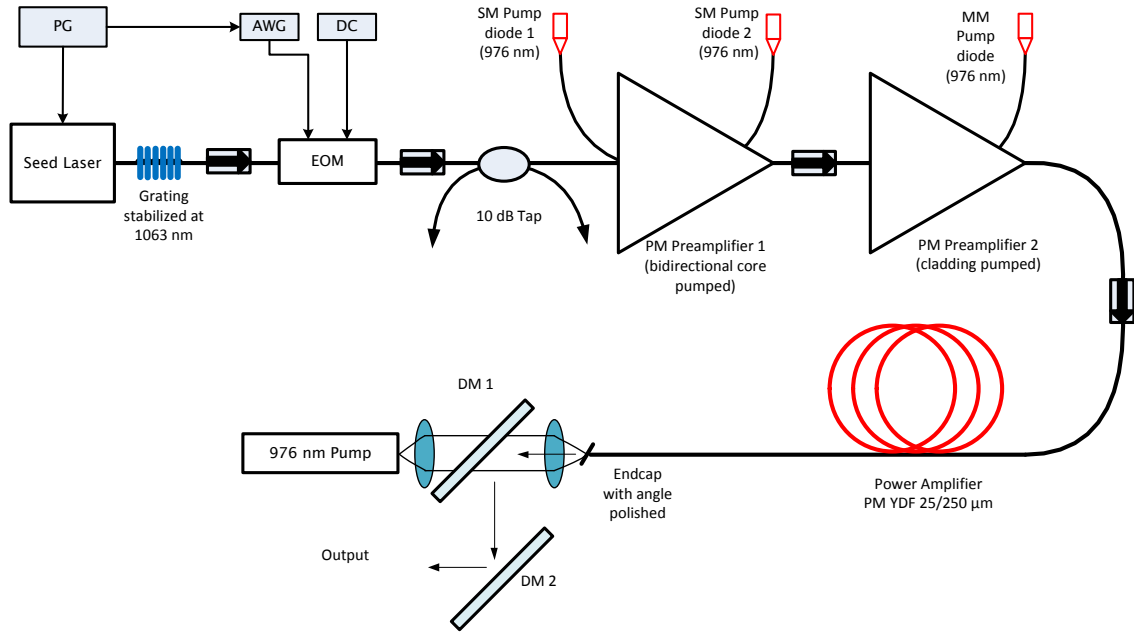 PG
AWG
DC
SM Pump
diode 1
(976 nm)
SM Pump
diode 2
(976 nm)
MM
Pump
diode
(976 nm)
Seed Laser
EOM
Grating
stabilized at
1063 nm
10 dB Tap
PM Preamplifier 1
(bidirectional core
pumped)
PM Preamplifier 2
(cladding pumped)
DM 1
976 nm Pump
Endcap
with angle
polished
Power Amplifier
PM YDF 25/250 µm
Output
DM 2